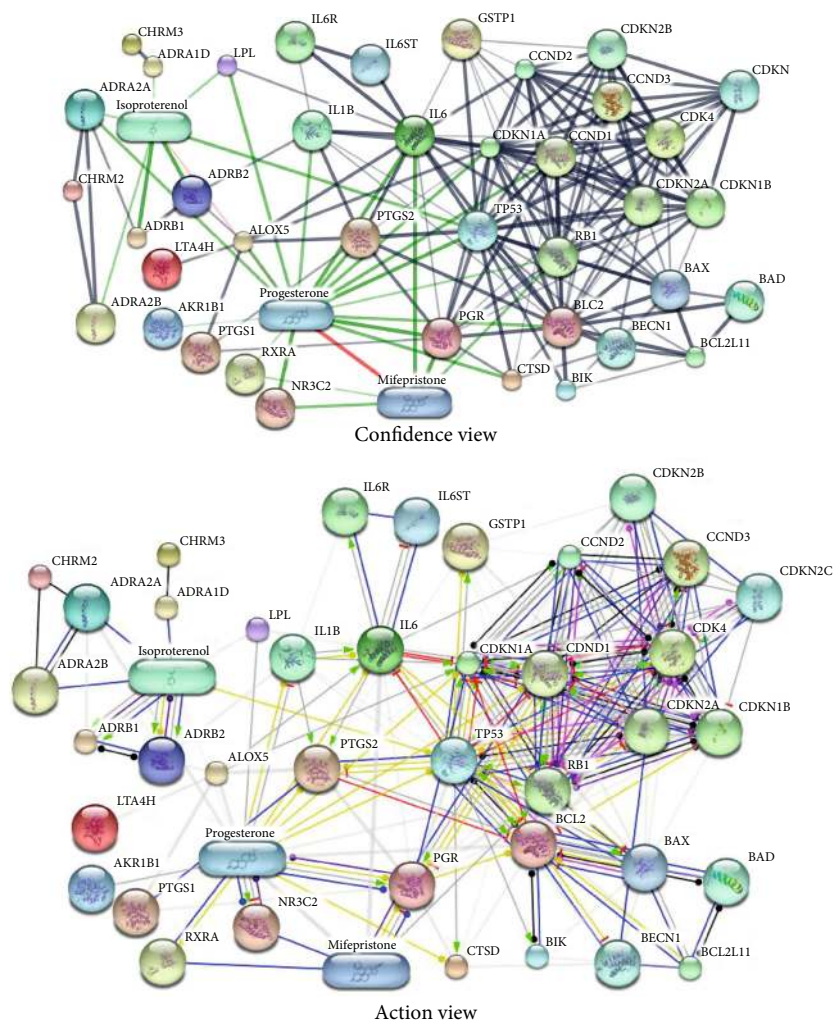 CHRM3
GSTP1
IL6R
CDKN2B
ADRA1D
LPL
IL6ST
CCND2
CCND3
CDKN
ADRA2A
Isoproterenol
IL1B
IL6
CDK4
CDKN1A
CCND1
CHRM2
ADRB2
CDKN2A
CDKN1B
PTGS2
TP53
ADRB1
ALOX5
RB1
LTA4H
BAX
BAD
Progesterone
ADRA2B
AKR1B1
PGR
BLC2
BECN1
PTGS1
RXRA
BCL2L11
CTSD
Mifepristone
BIK
NR3C2
Confidence view
CDKN2B
IL6R
IL6ST
GSTP1
CHRM3
CCND2
CCND3
CHRM2
ADRA2A
CDKN2C
ADRA1D
LPL
IL1B
IL6
CDK4
Isoproterenol
CDKN1A
CDND1
ADRA2B
CDKN2A
CDKN1B
ADRB1
ADRB2
PTGS2
TP53
ALOX5
RB1
LTA4H
BCL2
Progesterone
BAX
PGR
BAD
AKR1B1
PTGS1
NR3C2
RXRA
Mifepristone
CTSD
BIK
BECN1
BCL2L11
Action view